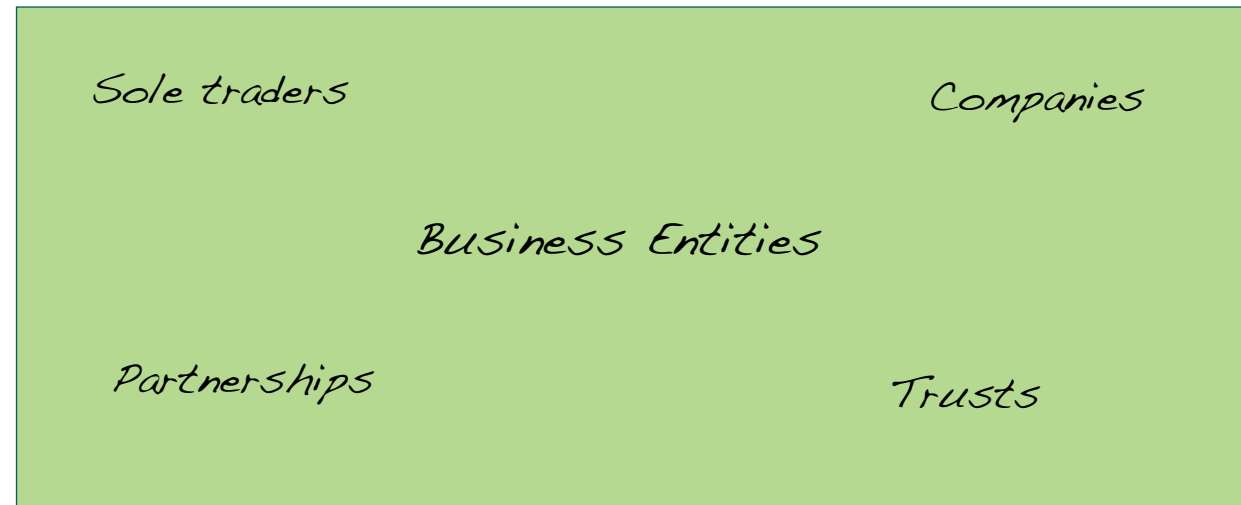 Sole traders
Companies
Business Entities
Partnerships
Trusts